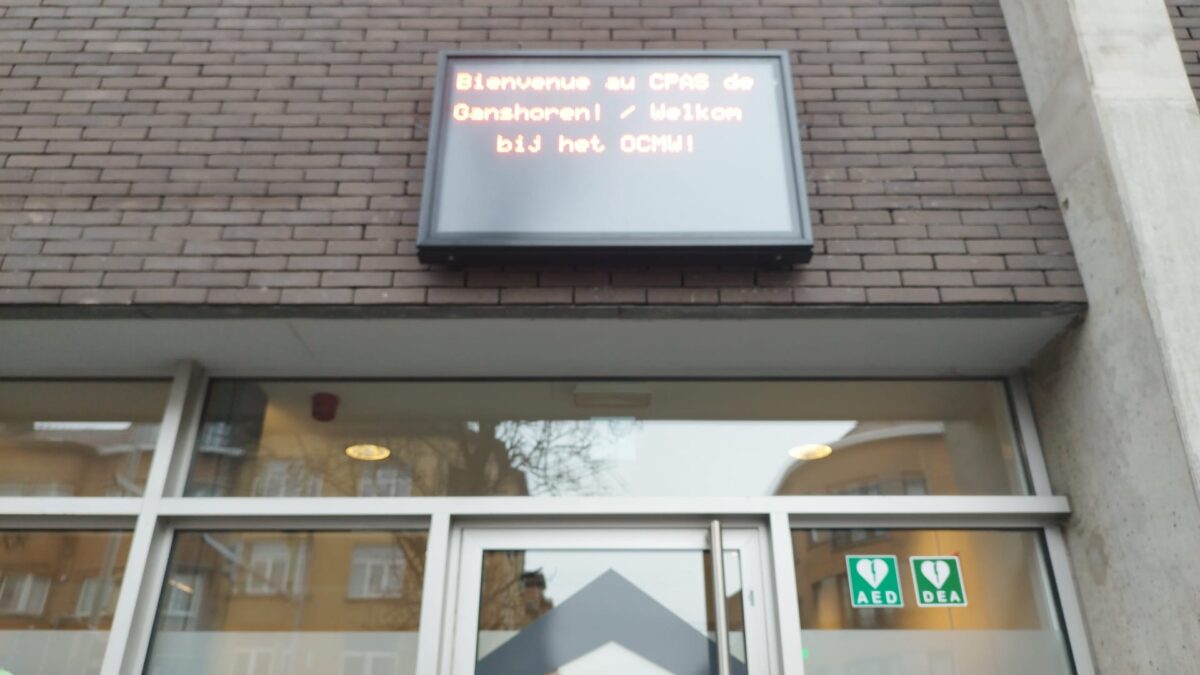 Bienvenue au CPAS de
Ganshoren! / Welkom
bij het OCMW!
AED
DEA